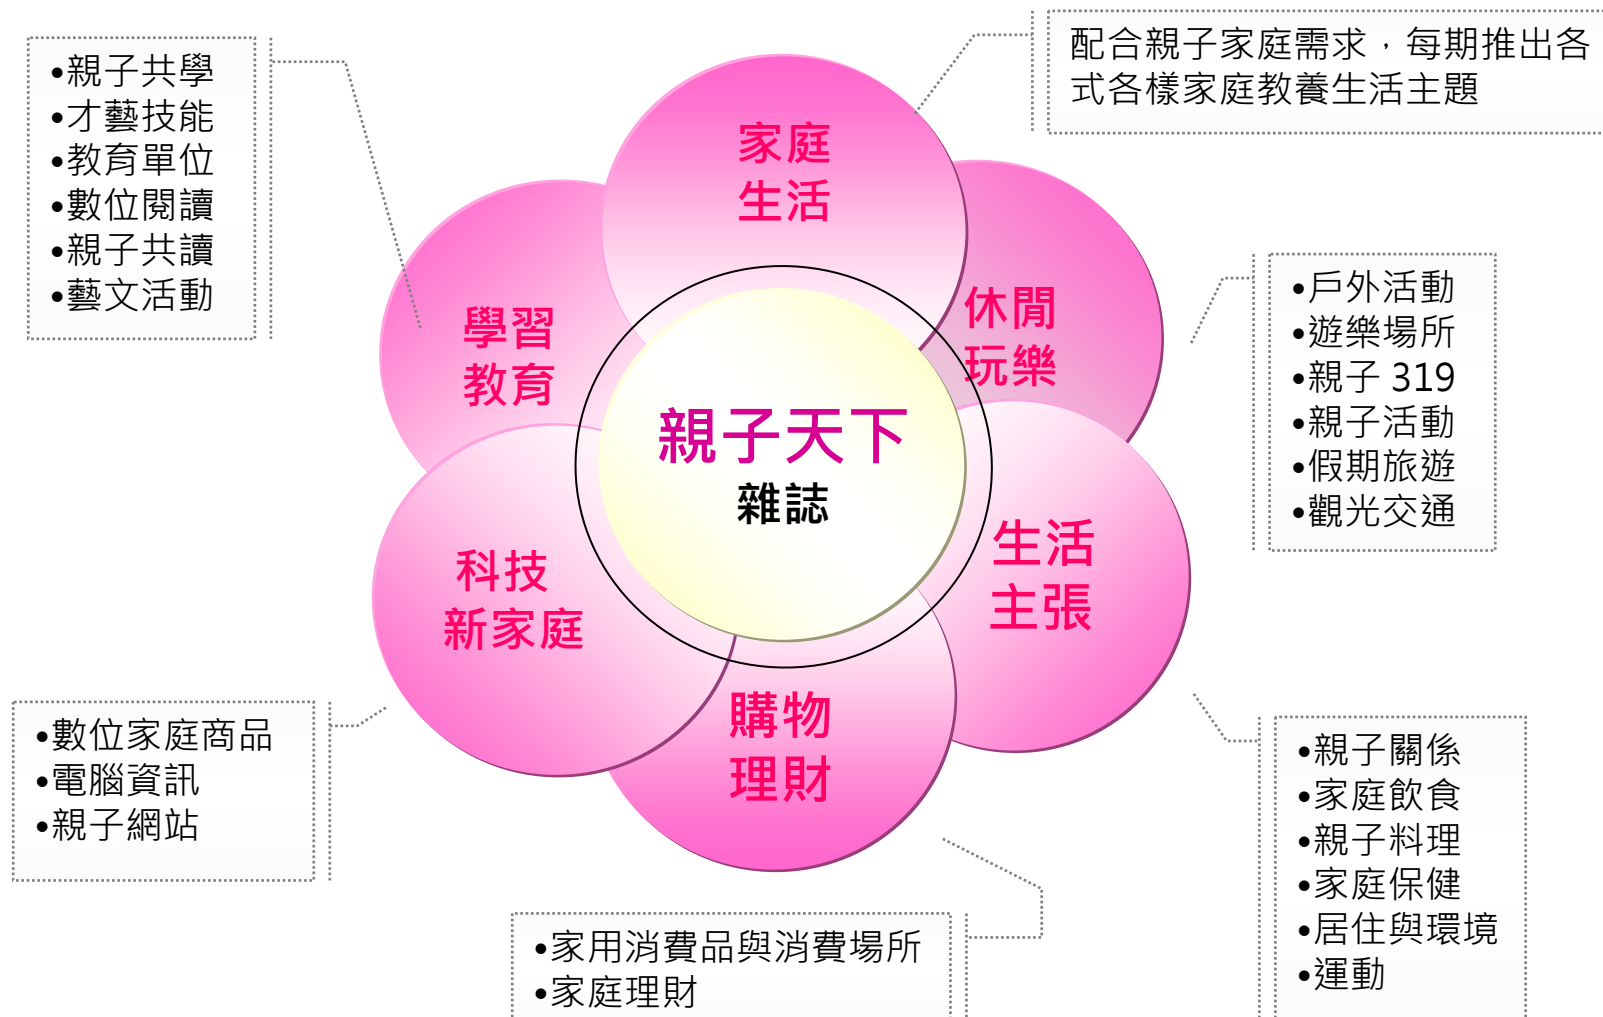 •親子共學
•才藝技能
•教育單位
•數位閱讀
•親子共讀
•藝文活動
配合親子家庭需求，每期推出各
式各樣家庭教養生活主題
家庭
生活
學習
教育
休閒
玩樂
•戶外活動
•遊樂場所
•親子 319
•親子活動
•假期旅遊
•觀光交通
親子天下
雜誌
科技
新家庭
生活
主張
購物
理財
•數位家庭商品
•電腦資訊
•親子網站
•家用消費品與消費場所
•家庭理財
•親子關係
•家庭飲食
•親子料理
•家庭保健
•居住與環境
•運動